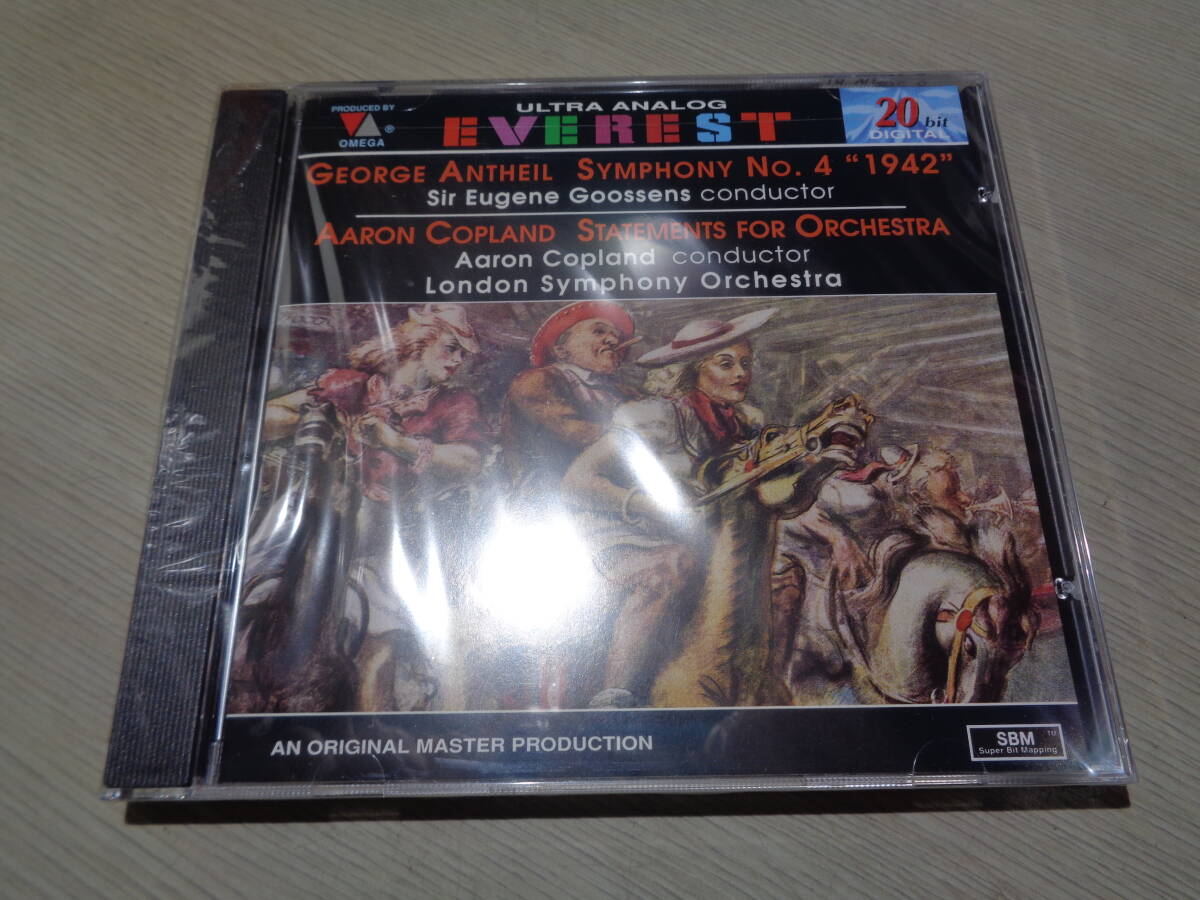 PRODUCED BY
OMEGA®
ULTRA ANALOG
EVEREST
20 bit
DIGITAL
GEORGE ANTHEIL SYMPHONY NO. 4 “1942”
Sir Eugene Goossens conductor
AARON COPLAND STATEMENTS FOR ORCHESTRA
Aaron Copland conductor
London Symphony Orchestra
AN ORIGINAL MASTER PRODUCTION
SBM TM
Super Bit Mapping